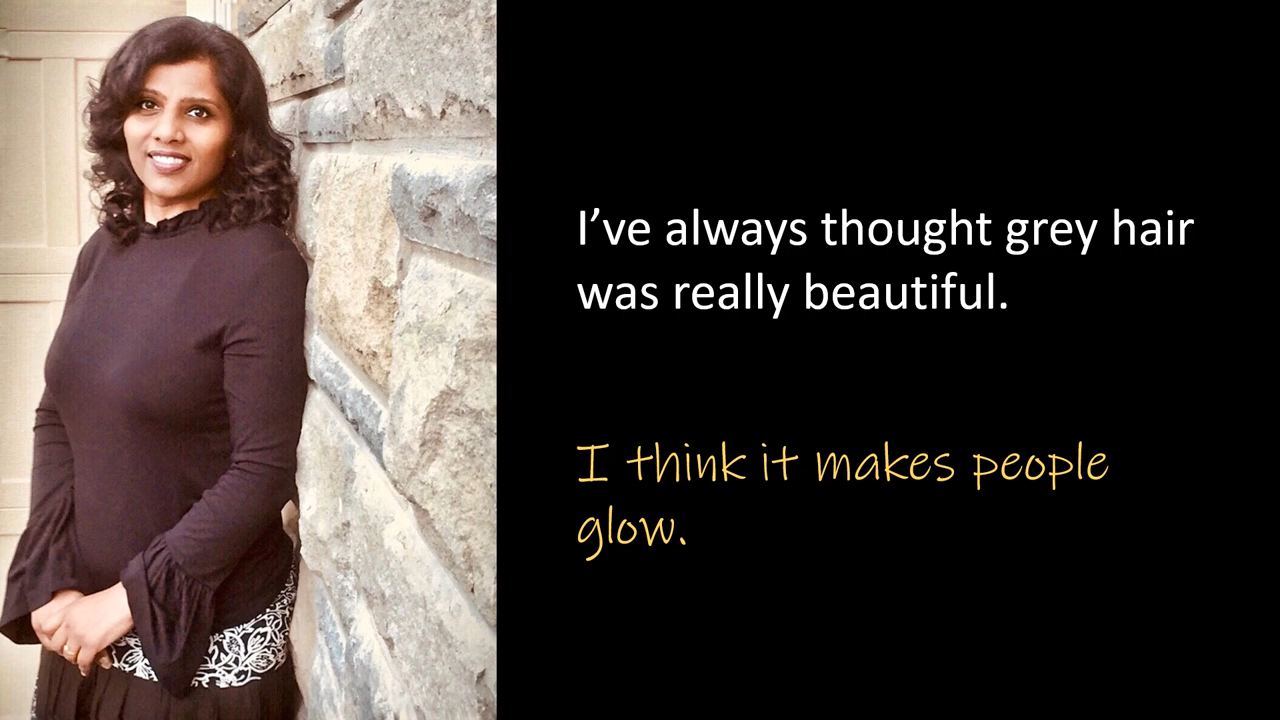 I’ve always thought grey hair
was really beautiful.
I think it makes people
glow.